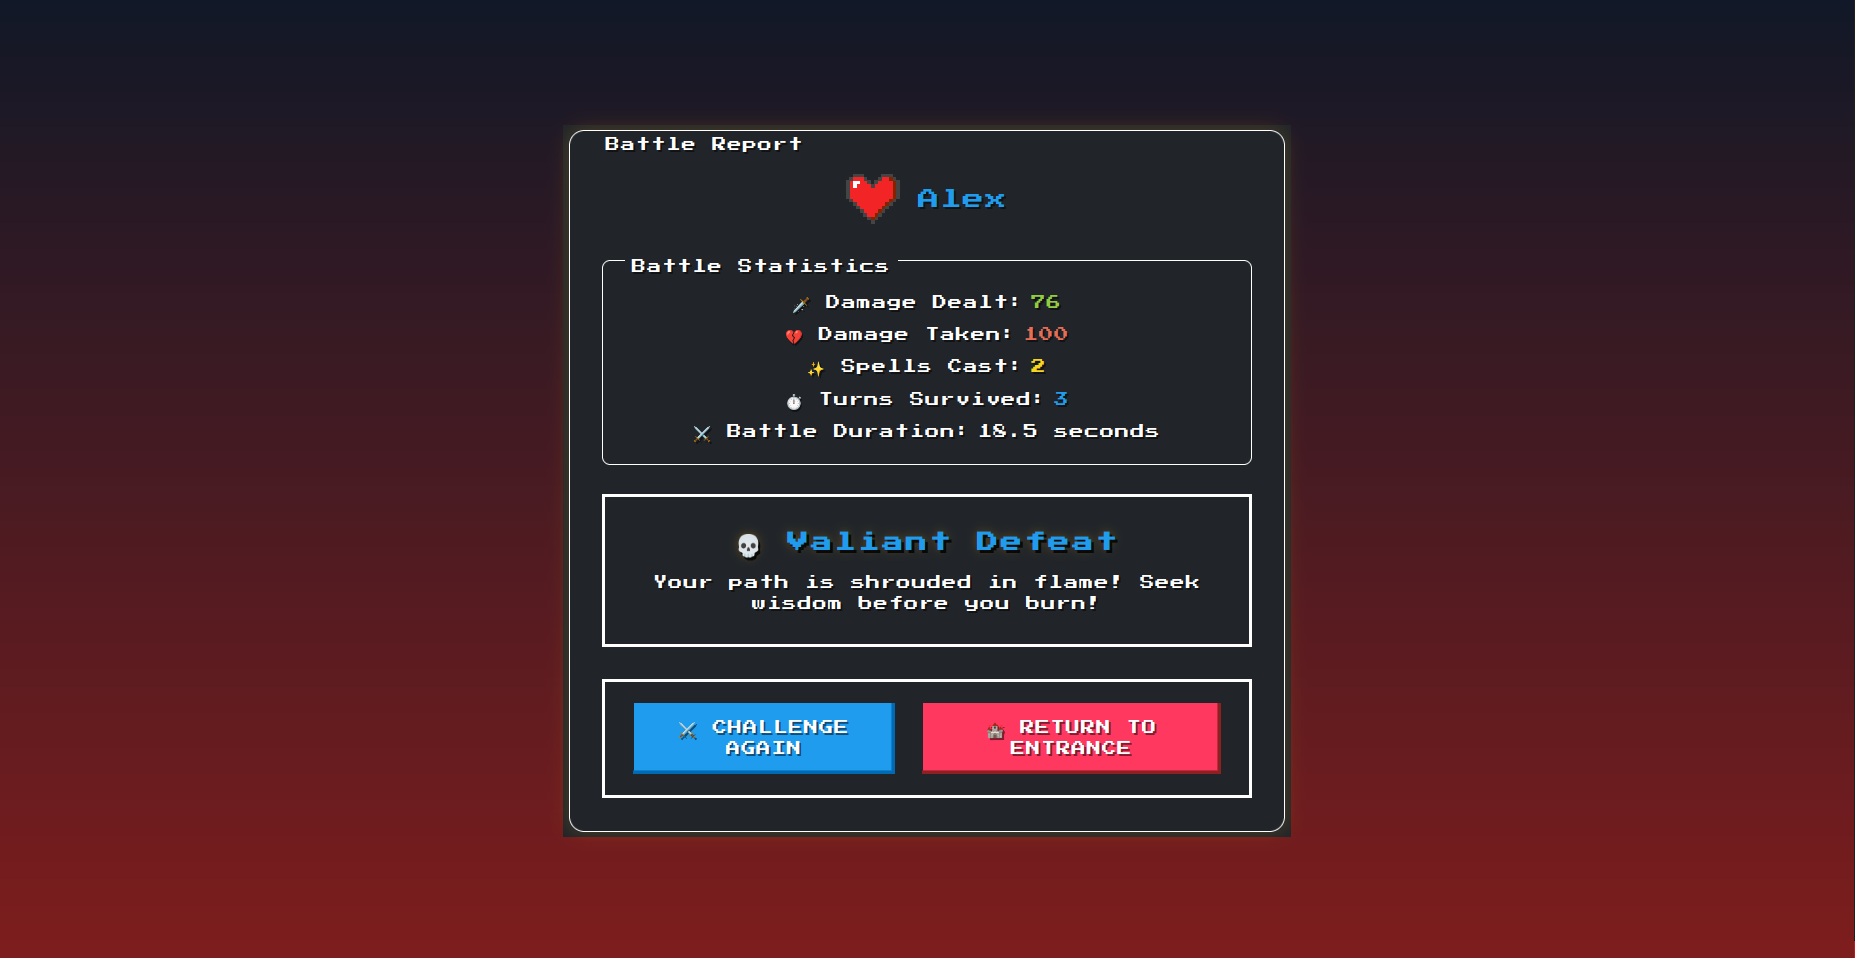 Battle Report
Alex
Battle Statistics
Damage Dealt: 76
Damage Taken: 100
Spells Cast: 2
Turns Survived: 3
Battle Duration: 18.5 seconds
Valiant Defeat
Your path is shrouded in flame! Seek
wisdom before you burn!
CHALLENGE
AGAIN
RETURN TO
ENTRANCE